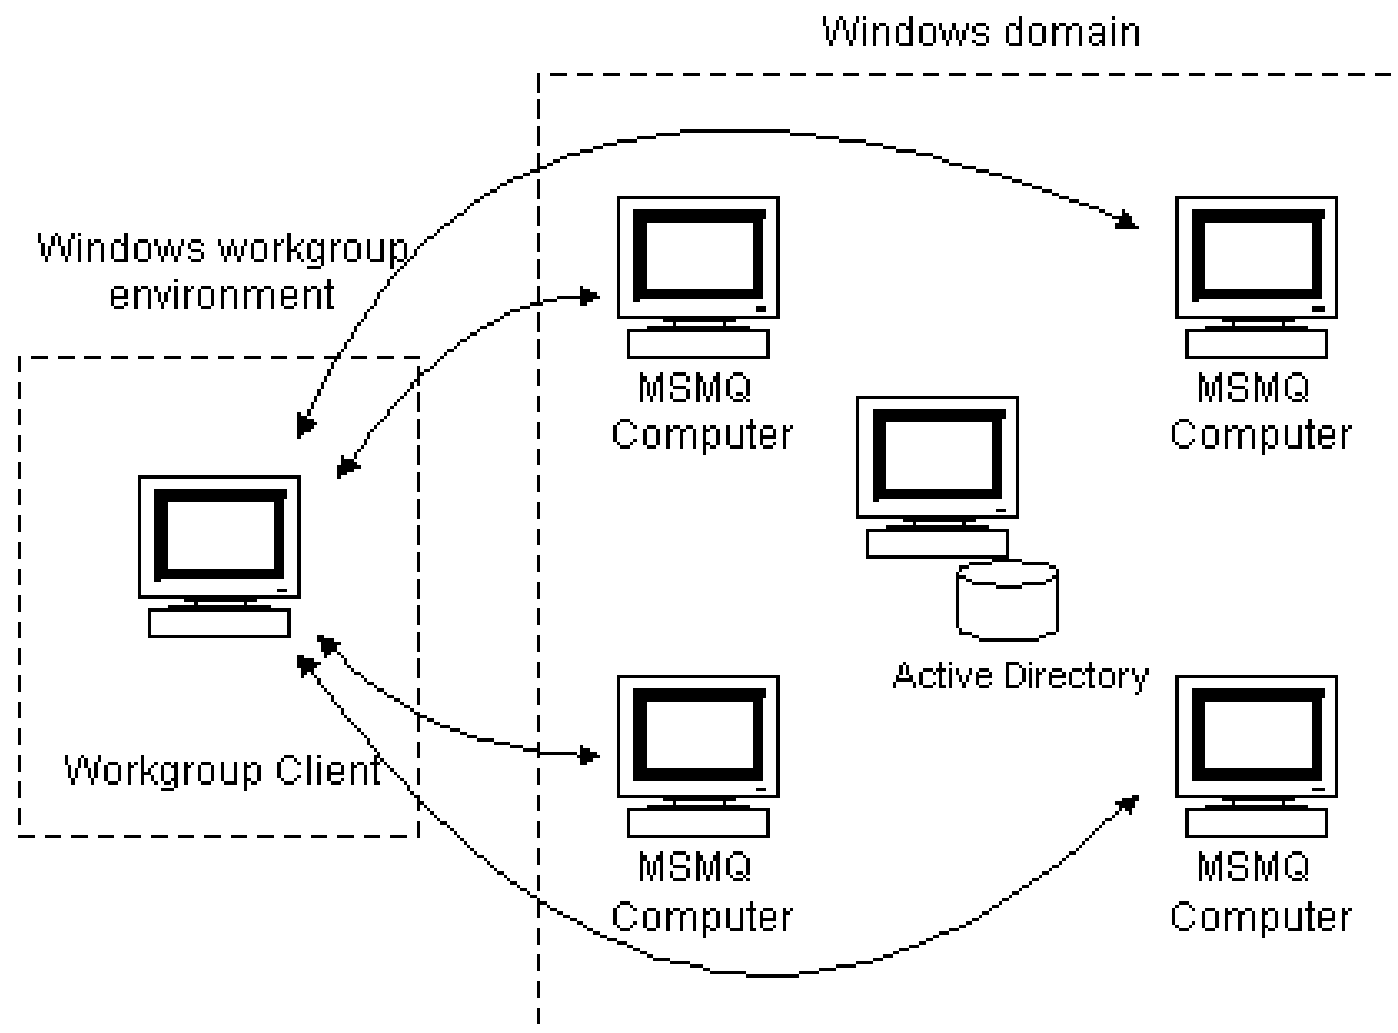 Windows domain
Windows workgroup
environment
MSMQ
Computer
MSMQ
Computer
Active Directory
Workgroup Client
MSMQ
Computer
MSMQ
Computer